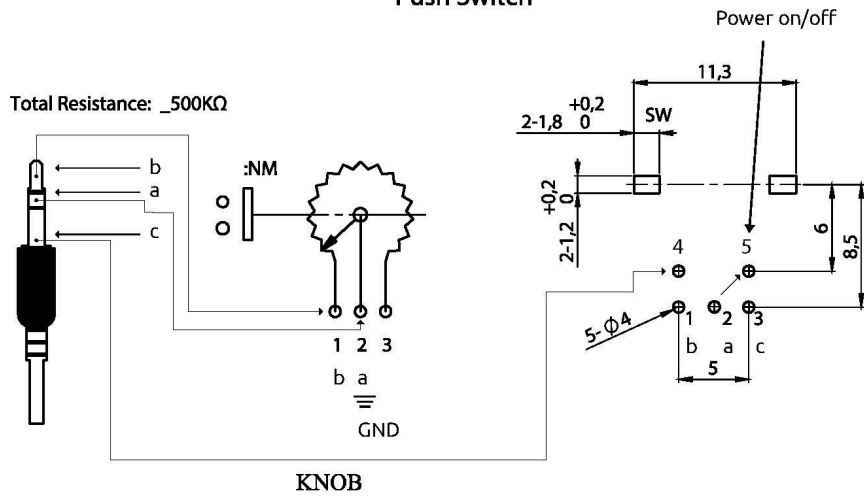 Push Switch
Power on/off
11,3
Total Resistance: _500KΩ
+0,2
2-1,8 0
SW
b
a
c
:NM
+0,2
2-1,2 0
6
8,5
4 5
1 2 3
5-Φ4
1 2 3
b a c
b a
5
GND
KNOB